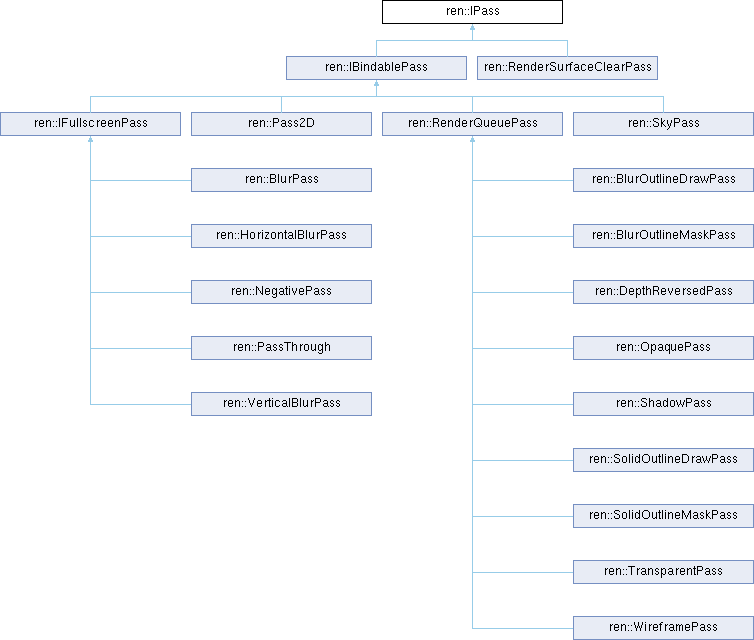 ren::IPass
ren::IBindablePass
ren::RenderSurfaceClearPass
ren::IFullscreenPass
ren::Pass2D
ren::RenderQueuePass
ren::SkyPass
ren::BlurPass
ren::BlurOutlineDrawPass
ren::HorizontalBlurPass
ren::BlurOutlineMaskPass
ren::NegativePass
ren::DepthReversedPass
ren::PassThrough
ren::OpaquePass
ren::VerticalBlurPass
ren::ShadowPass
ren::SolidOutlineDrawPass
ren::SolidOutlineMaskPass
ren::TransparentPass
ren::WireframePass